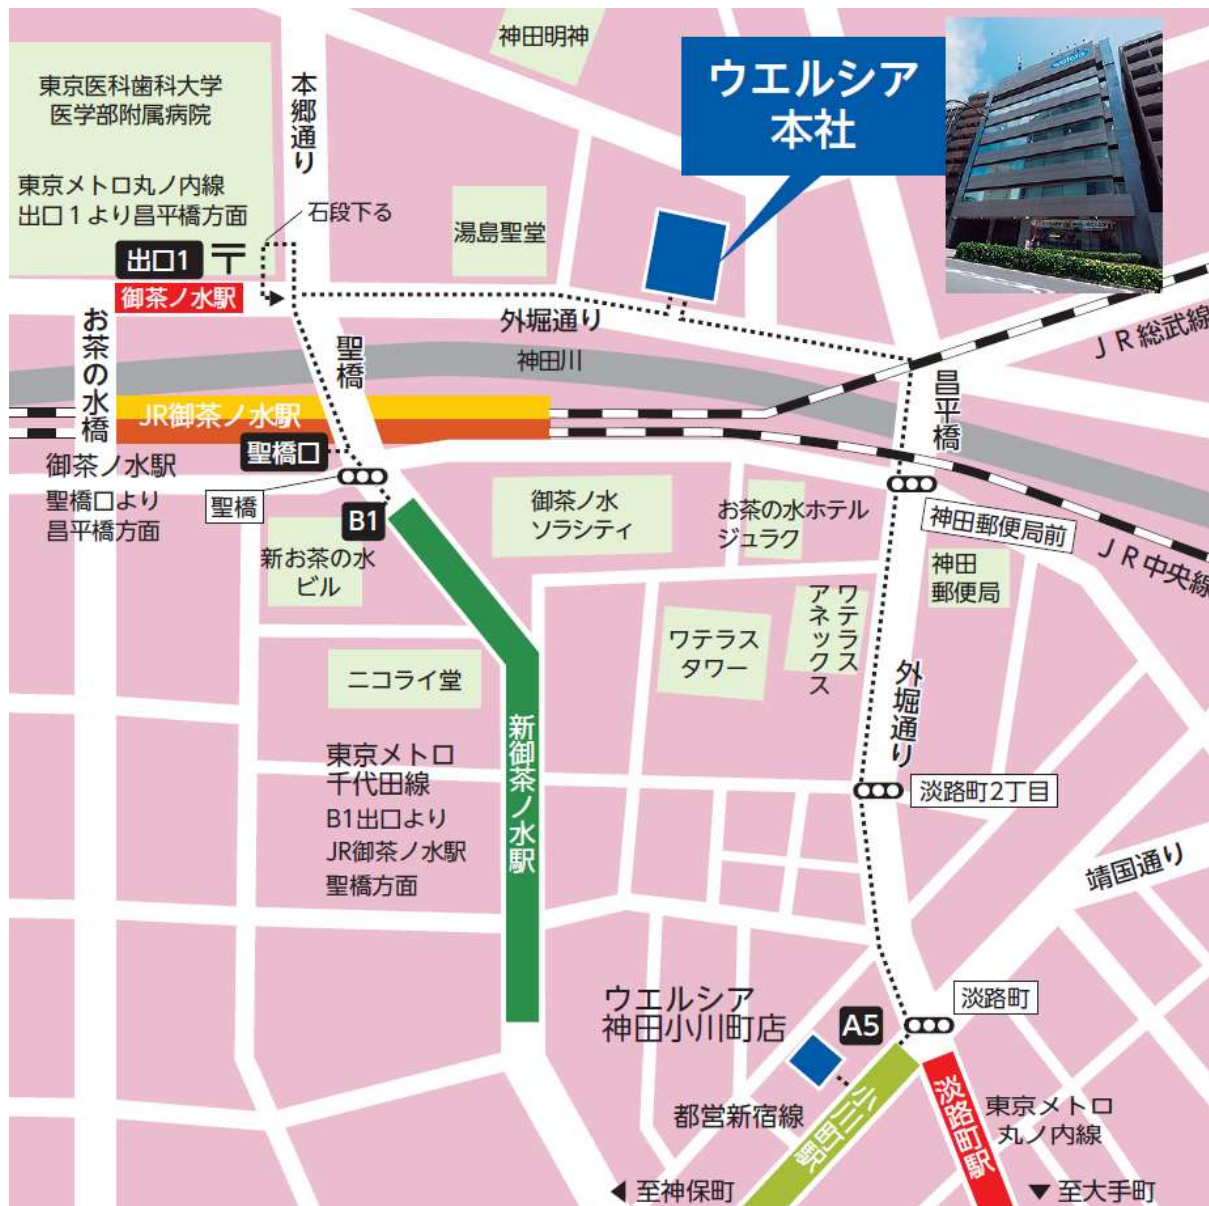 神田明神
ウエルシア
本社
welcia
東京医科歯科大学
医学部附属病院
本郷通り
東京メトロ丸ノ内線
出口1より昌平橋方面
石段下る
湯島聖堂
出口1 〒
御茶ノ水駅
お茶の水橋
外堀通り
聖橋
神田川
JR総武線
昌平橋
JR御茶ノ水駅
聖橋口
御茶ノ水駅
聖橋口より
昌平橋方面
聖橋
B1
御茶ノ水
ソラシティ
お茶の水ホテル
ジュラク
神田郵便局前
JR中央線
新お茶の水
ビル
神田
郵便局
ワテラス
アネックス
ワテラス
タワー
ニコライ堂
外堀通り
新御茶ノ水駅
東京メトロ
千代田線
B1出口より
JR御茶ノ水駅
聖橋方面
淡路町2丁目
靖国通り
ウエルシア
神田小川町店
A5
淡路町
都営新宿線
小川町駅
淡路町駅
東京メトロ
丸ノ内線
◀ 至神保町
▼ 至大手町